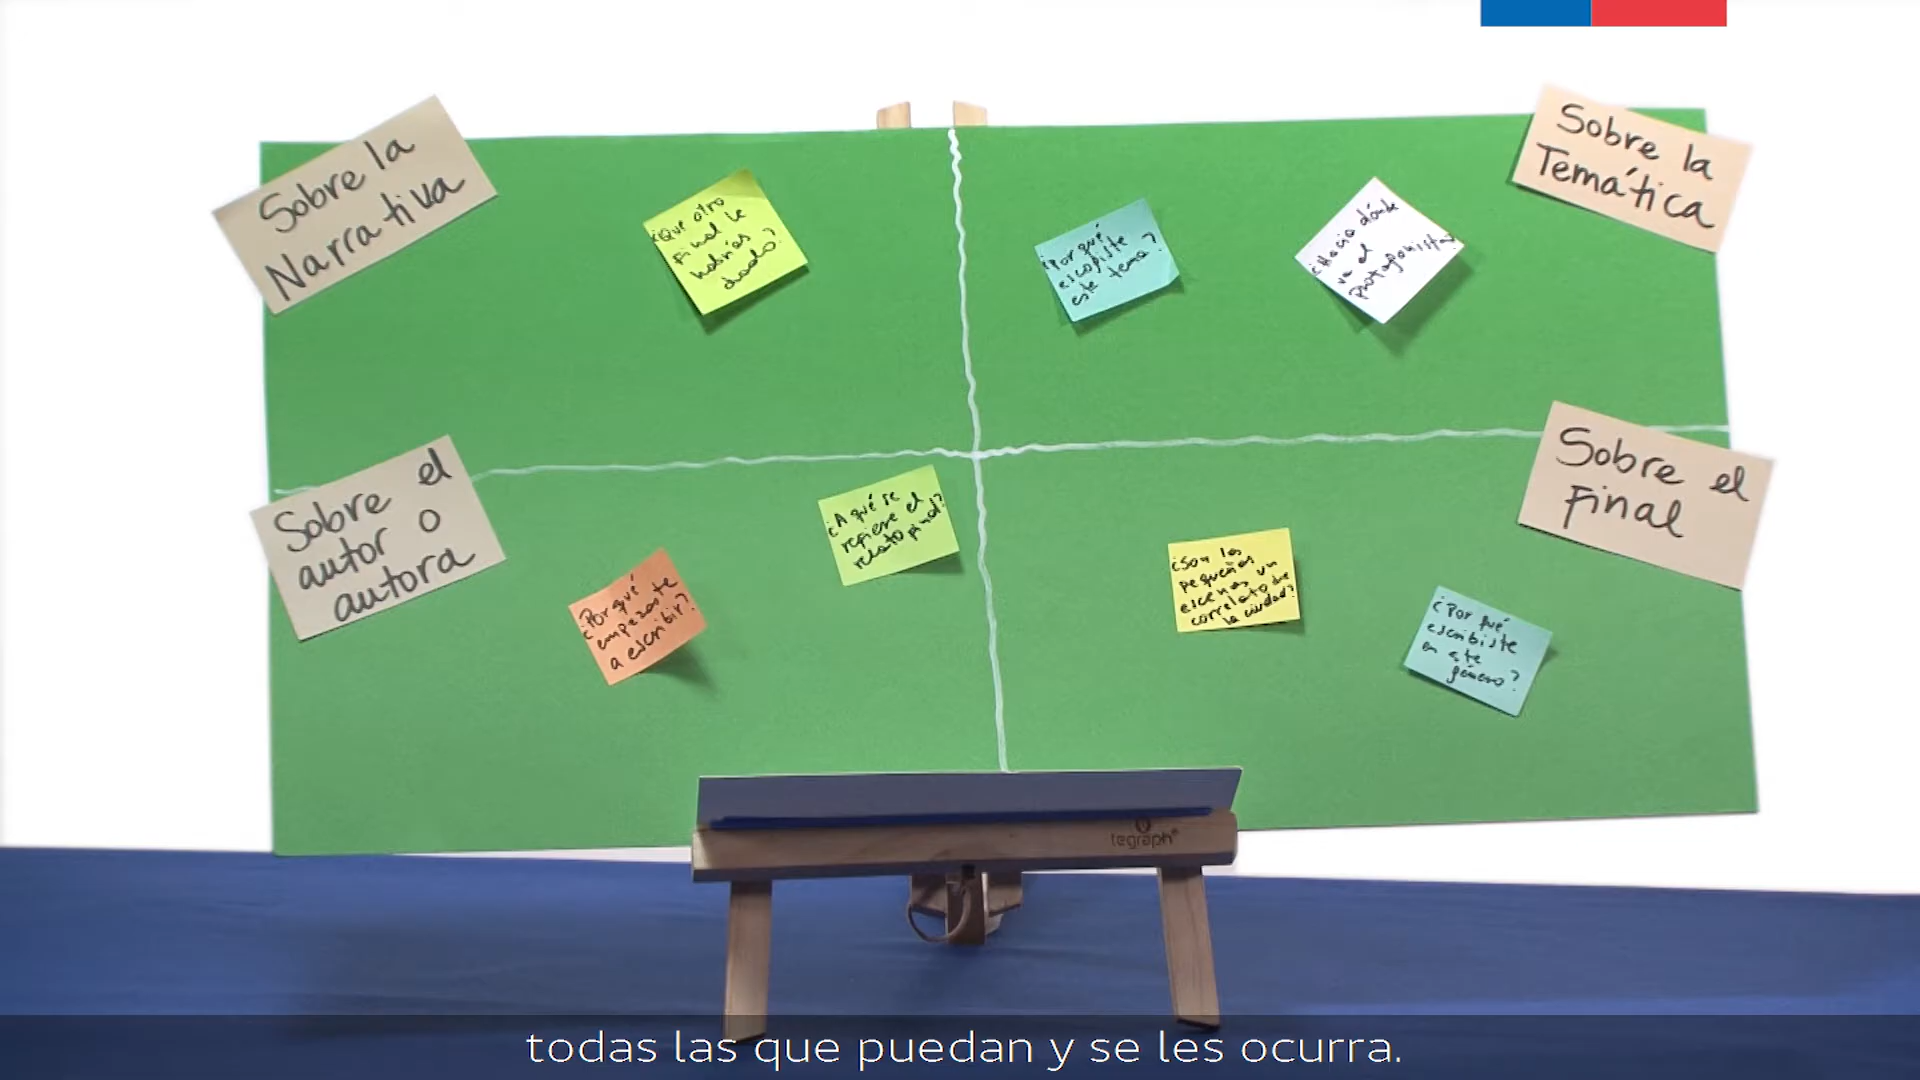 Sobre la
Narrativa
¿Qué otro
final le
habrías
dado?
¿Por qué
escogiste
este tema?
¿Hacia dónde
va el
protagonista?
Sobre la
Temática
Sobre el
autor o
autora
¿Por qué
empezaste
a escribir?
¿A qué se
refiere el
relato final?
¿Son las
pequeñas
escenas un
correlato de
la ciudad?
¿Por qué
escribiste
en este
género?
Sobre el
Final
tegraph®
todas las que puedan y se les ocurra.